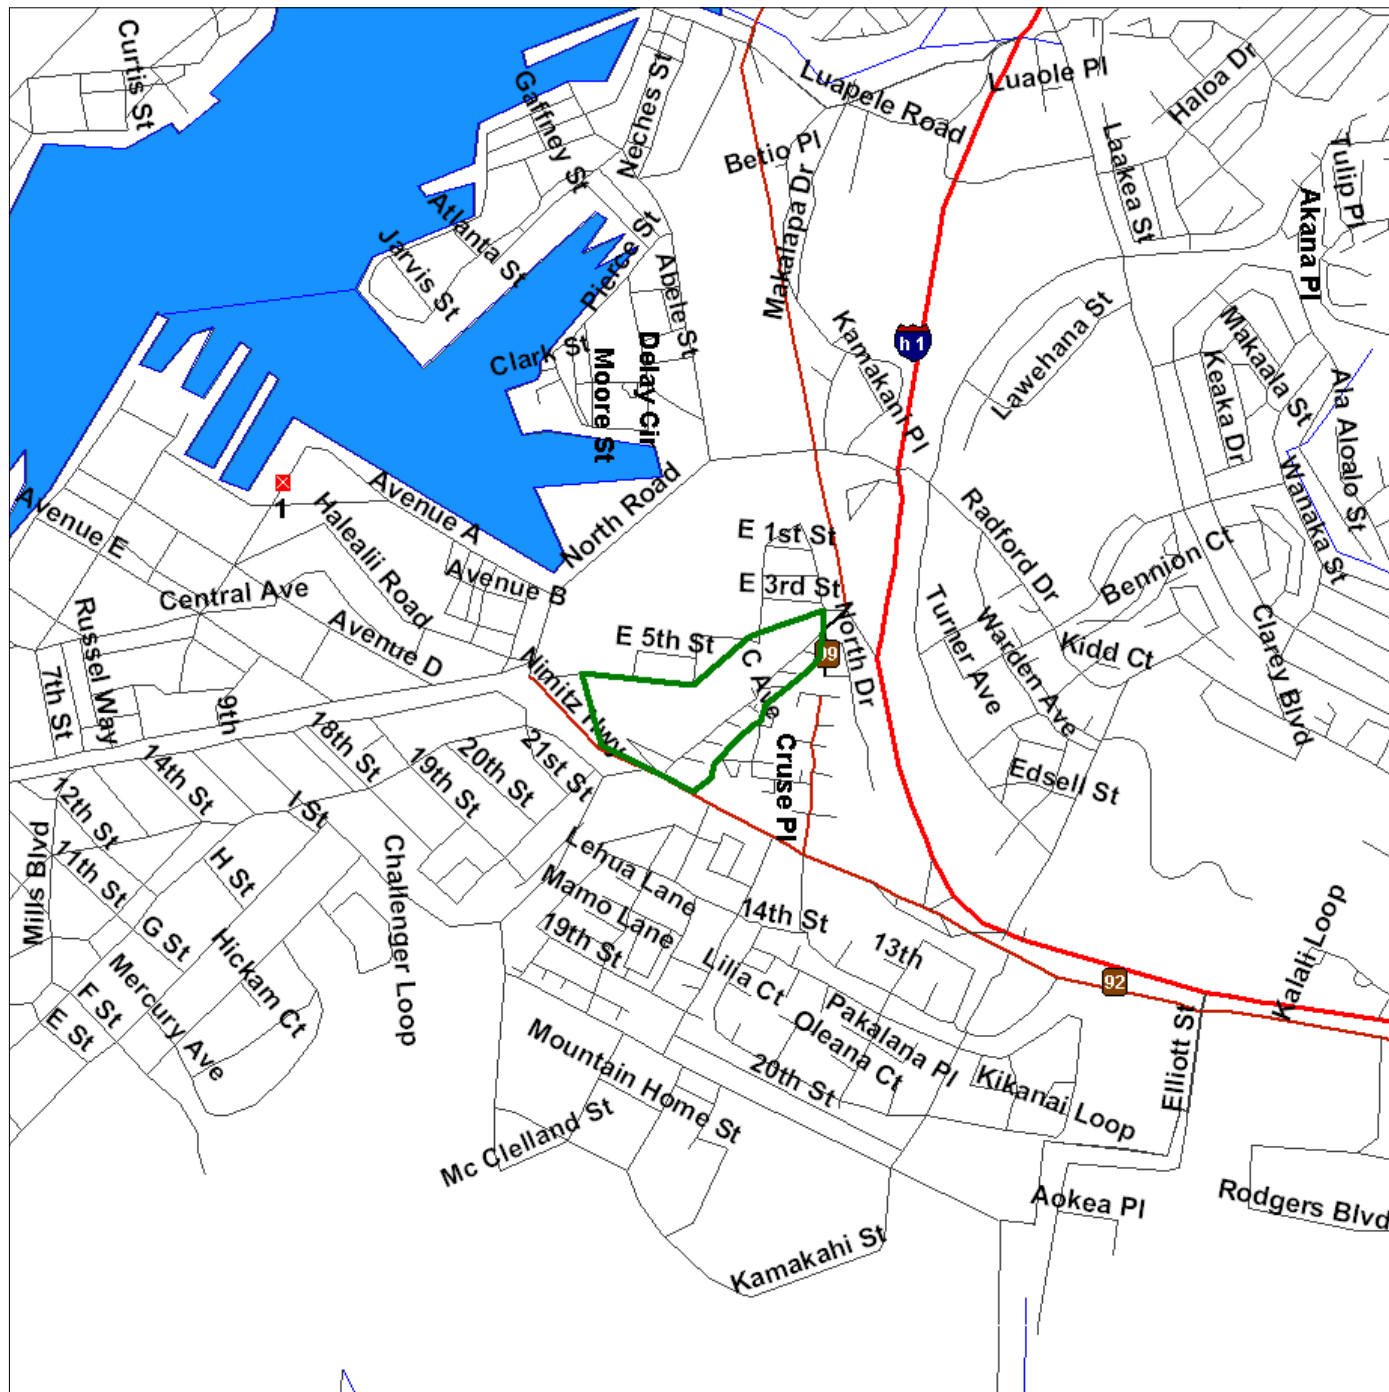 Curtis St
Gaffney St
Neches St
Luapele Road
Luaole Pl
Haloa Dr
Betio Pl
Laakea St
Tulip Pl
Akana Pl
Atlanta St
Jarvis St
Pierce St
Abele St
Makalapa Dr
Clark St
Moore St
Delay Cir
Kamakani Pl
h 1
Lawehana St
Makaala St
Keaka Dr
Ala Aloalo St
Wanaka St
1
Avenue A
Avenue E
Halealii Road
North Road
E 1st St
Radford Dr
Bennion Ct
Avenue B
Central Ave
E 3rd St
Russel Way
Avenue D
E 5th St
North Dr
Turner Ave
Warden Ave
Kidd Ct
Clarey Blvd
C Ave
7th St
9th
Nimitz Hwy
18th St
14th St
19th St
20th St
21st St
Cruse Pl
Edsell St
12th St
I St
11th St
Mills Blvd
H St
Challenger Loop
Lehua Lane
Mamo Lane
19th St
14th St
13th
G St
Hickam Ct
Mercury Ave
F St
E St
Lilia Ct
92
Kalali Loop
Pakalana Pl
Oleana Ct
Elliott St
Mountain Home St
20th St
Kikanai Loop
Mc Clelland St
Aokea Pl
Rodgers Blvd
Kamakahi St